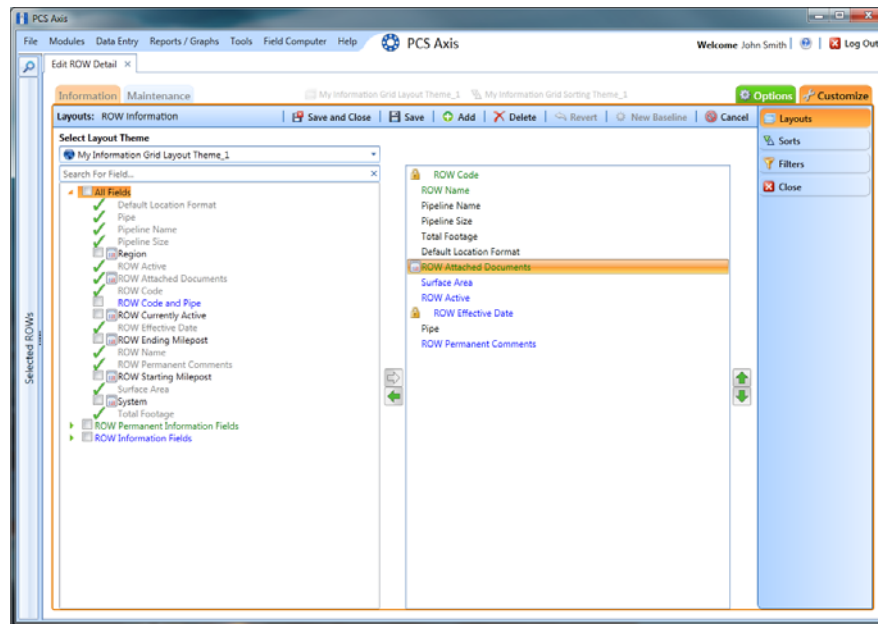 PCS Axis
File Modules Data Entry Reports / Graphs Tools Field Computer Help PCS Axis Welcome John Smith | | Log Out
Edit ROW Detail ×
Information Maintenance My Information Grid Layout Theme_1 My Information Grid Sorting Theme_1 Options Customize
Layouts: ROW Information | Save and Close | Save | Add | Delete | Revert | New Baseline | Cancel
Layouts
Sorts
Filters
Close
Select Layout Theme
My Information Grid Layout Theme_1
Search For Field... ×
All Fields
Default Location Format
Pipe
Pipeline Name
Pipeline Size
Region
ROW Active
ROW Attached Documents
ROW Code
ROW Code and Pipe
ROW Currently Active
ROW Effective Date
ROW Ending Milepost
ROW Name
ROW Permanent Comments
ROW Starting Milepost
Surface Area
System
Total Footage
ROW Permanent Information Fields
ROW Information Fields
ROW Code
ROW Name
Pipeline Name
Pipeline Size
Total Footage
Default Location Format
ROW Attached Documents
Surface Area
ROW Active
ROW Effective Date
Pipe
ROW Permanent Comments
Selected ROWs